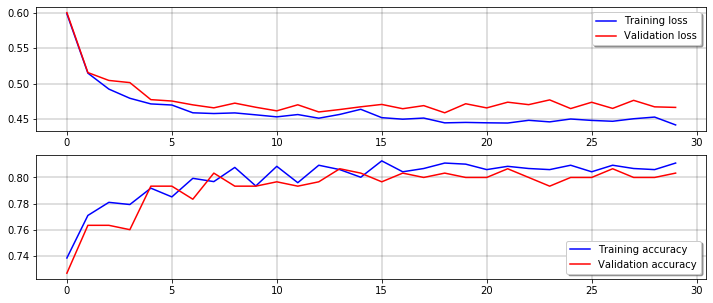 0.60
0.55
0.50
0.45
Training loss
Validation loss
0 5 10 15 20 25 30
0.80
0.78
0.76
0.74
Training accuracy
Validation accuracy
0 5 10 15 20 25 30